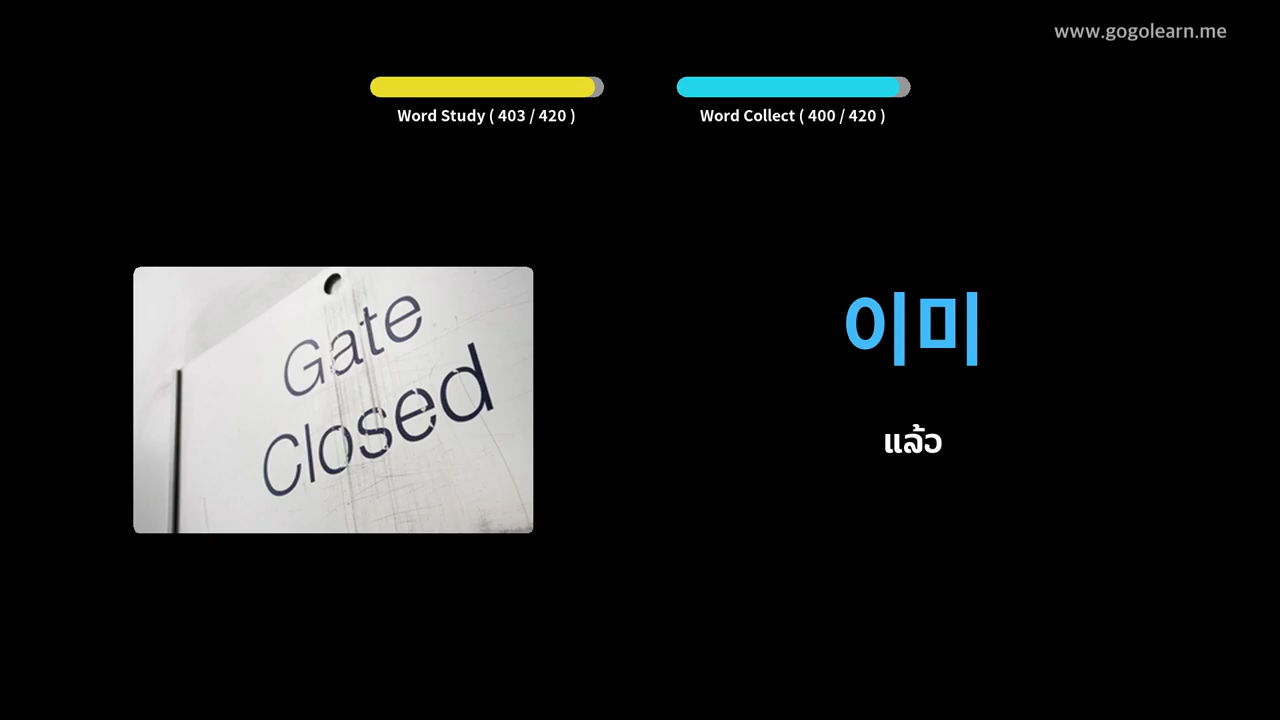 www.gogolearn.me
Word Study ( 403 / 420 )
Word Collect ( 400 / 420 )
Gate
Closed
이미
แล้ว